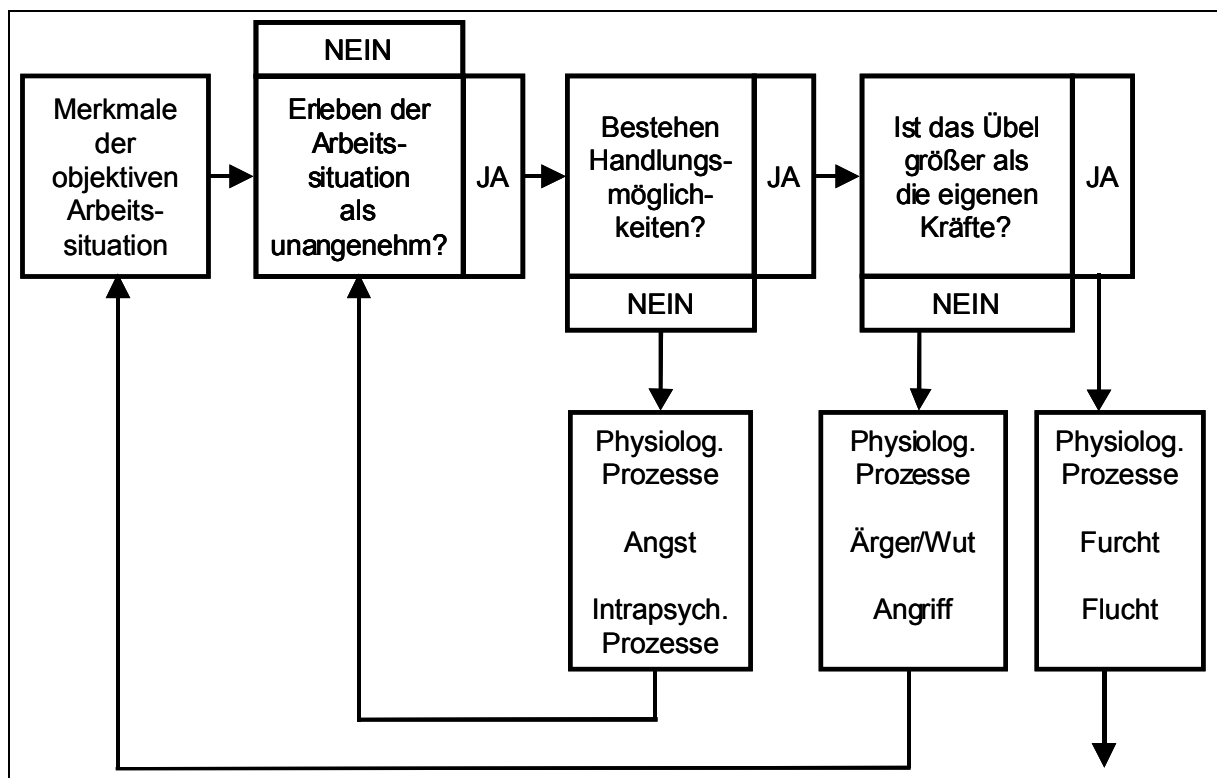 NEIN
Merkmale
der
objektiven
Arbeits-
situation
Erleben der
Arbeits-
situation
als
unangenehm?
JA
Bestehen
Handlungs-
möglich-
keiten?
JA
NEIN
Ist das Übel
größer als
die eigenen
Kräfte?
JA
NEIN
Physiolog.
Prozesse
Angst
Intrapsych.
Prozesse
Physiolog.
Prozesse
Ärger/Wut
Angriff
Physiolog.
Prozesse
Furcht
Flucht